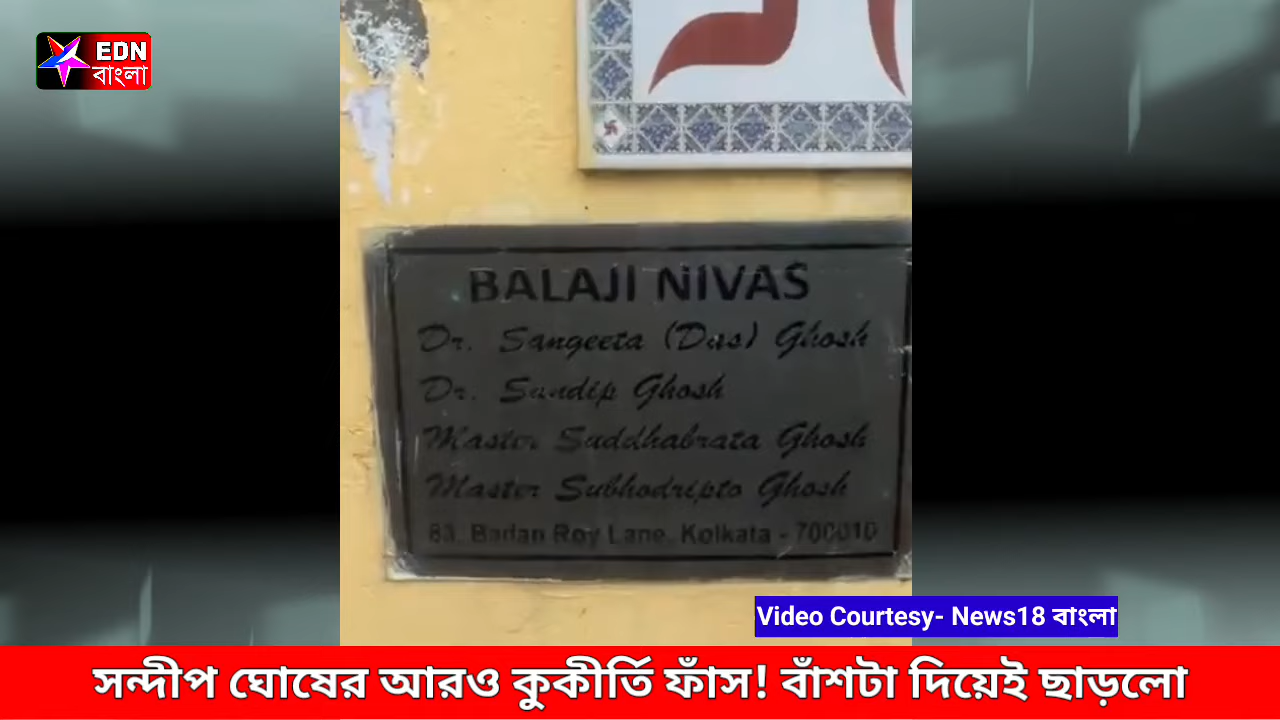 EDN
বাংলা
BALAJI NIVAS
Dr. Sangeeta (Das) Ghosh
Dr. Sandip Ghosh
Master Suddhabrata Ghosh
Master Subhodripto Ghosh
83, Badan Roy Lane, Kolkata - 700010
Video Courtesy- News18 বাংলা
সন্দীপ ঘোষের আরও কুকীর্তি ফাঁস! বাঁশটা দিয়েই ছাড়লো